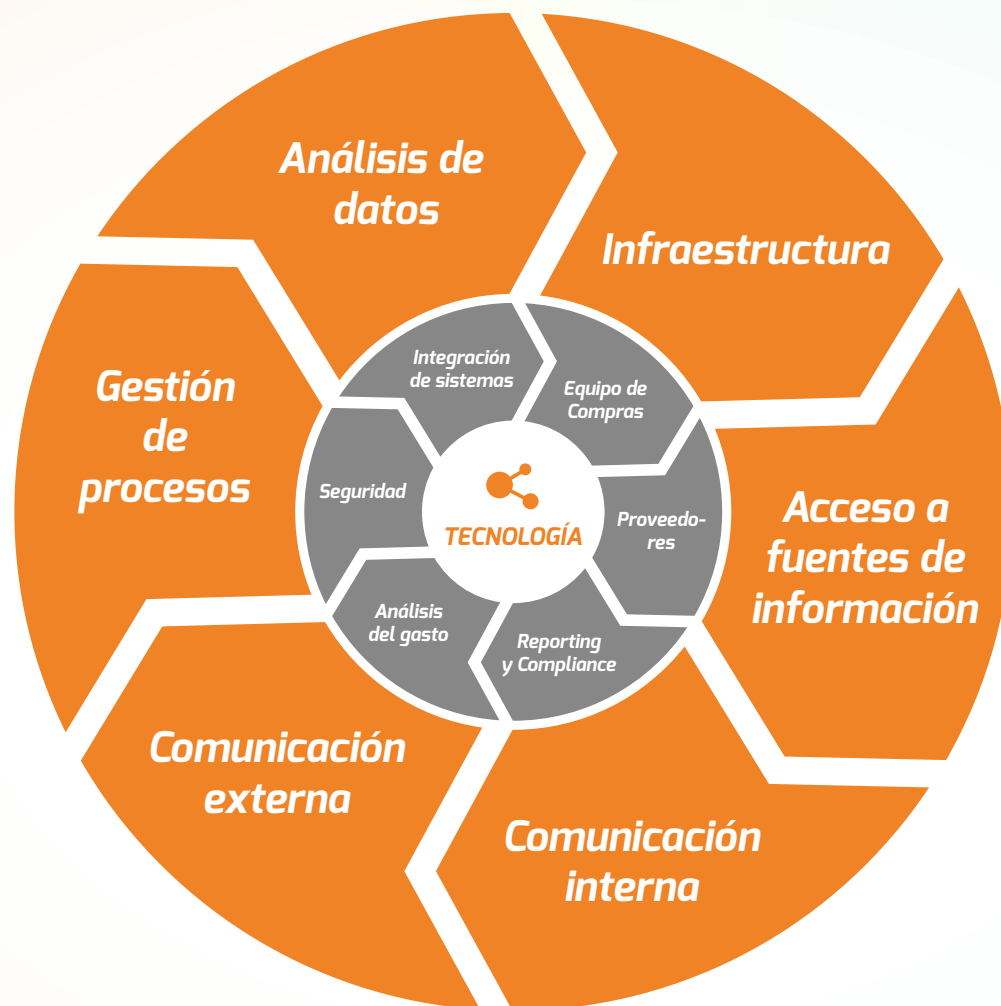 Análisis de
datos
Infraestructura
Acceso a
fuentes de
información
Comunicación
interna
Comunicación
externa
Gestión
de
procesos
Integración
de sistemas
Equipo de
Compras
Proveedo-
res
Reporting
y Compliance
Análisis
del gasto
Seguridad
TECNOLOGÍA